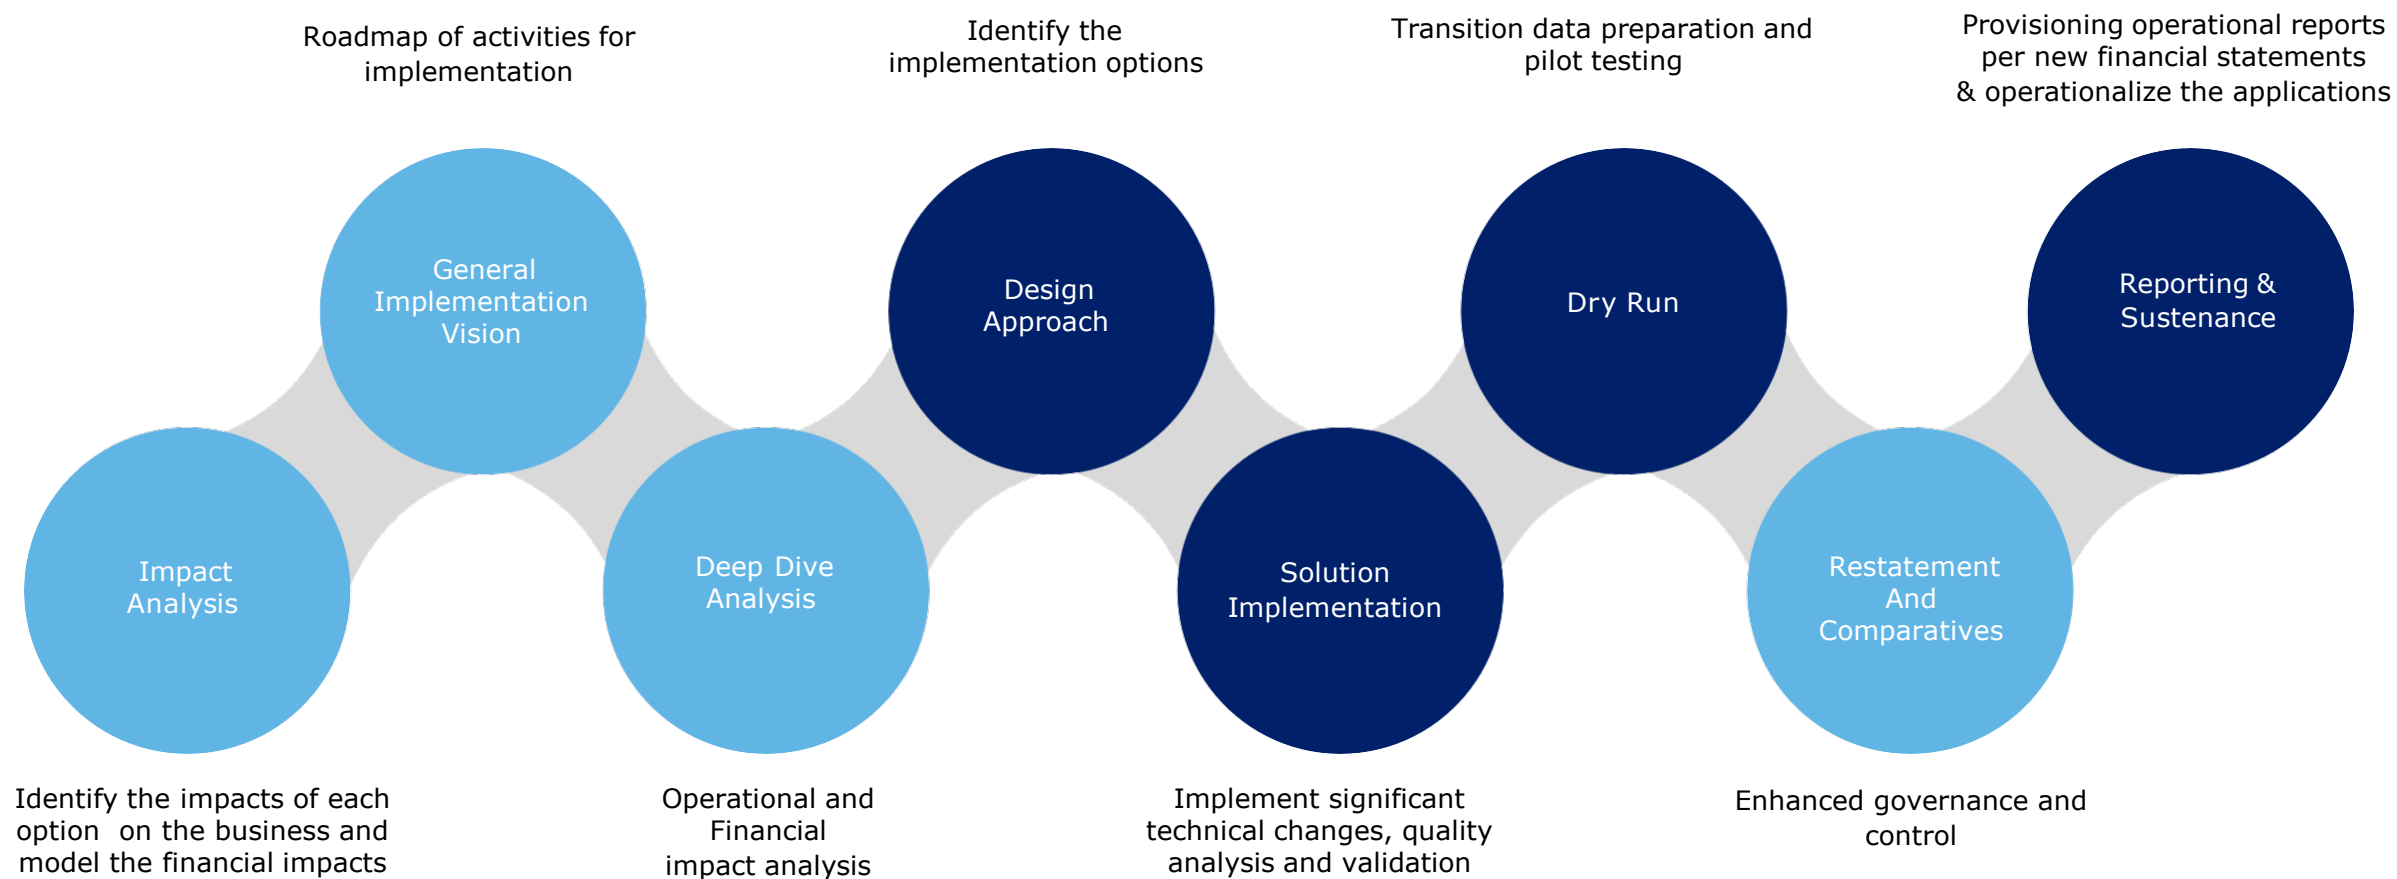 Roadmap of activities for
implementation
Identify the
implementation options
Transition data preparation and
pilot testing
Provisioning operational reports
per new financial statements
& operationalize the applications
General
Implementation
Vision
Design
Approach
Dry Run
Reporting &
Sustenance
Impact
Analysis
Deep Dive
Analysis
Solution
Implementation
Restatement
And
Comparatives
Identify the impacts of each
option on the business and
model the financial impacts
Operational and
Financial
impact analysis
Implement significant
technical changes, quality
analysis and validation
Enhanced governance and
control